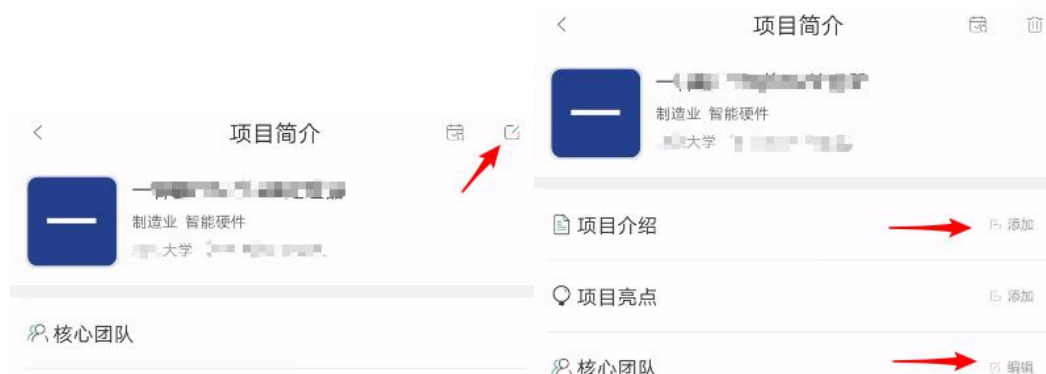 项目简介
制造业 智能硬件
大学
核心团队
项目简介
制造业 智能硬件
大学
项目介绍 添加
项目亮点 添加
核心团队 编辑